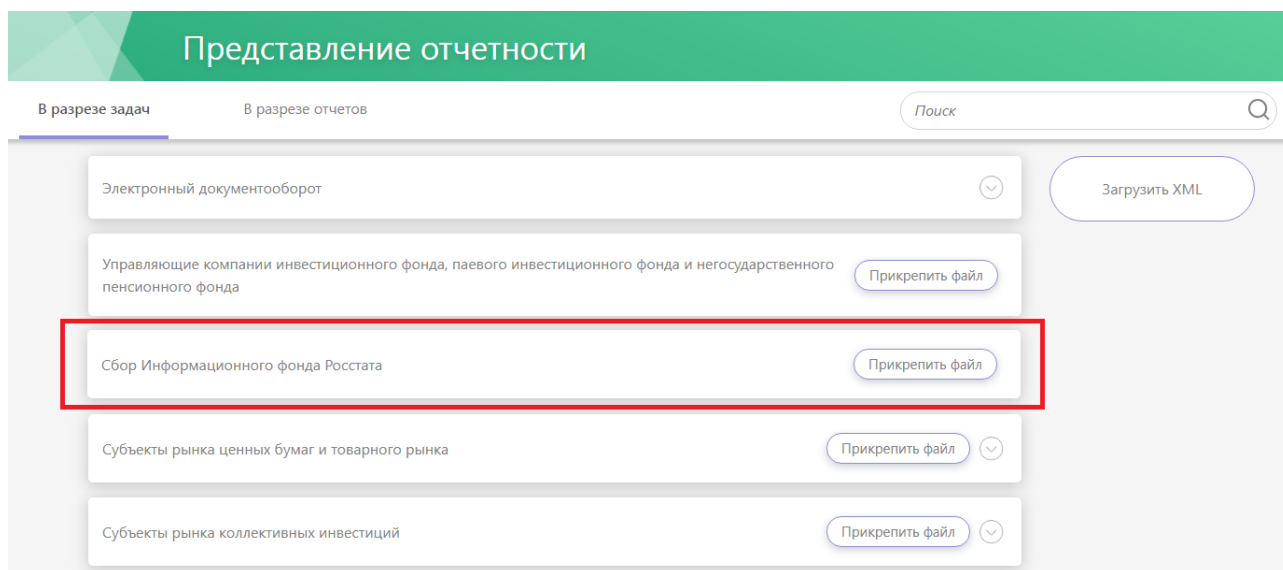 Представление отчетности
В разрезе задач
В разрезе отчетов
Поиск
Электронный документооборот
Загрузить XML
Управляющие компании инвестиционного фонда, паевого инвестиционного фонда и негосударственного
пенсионного фонда
Прикрепить файл
Сбор Информационного фонда Росстата
Прикрепить файл
Субъекты рынка ценных бумаг и товарного рынка
Прикрепить файл
Субъекты рынка коллективных инвестиций
Прикрепить файл